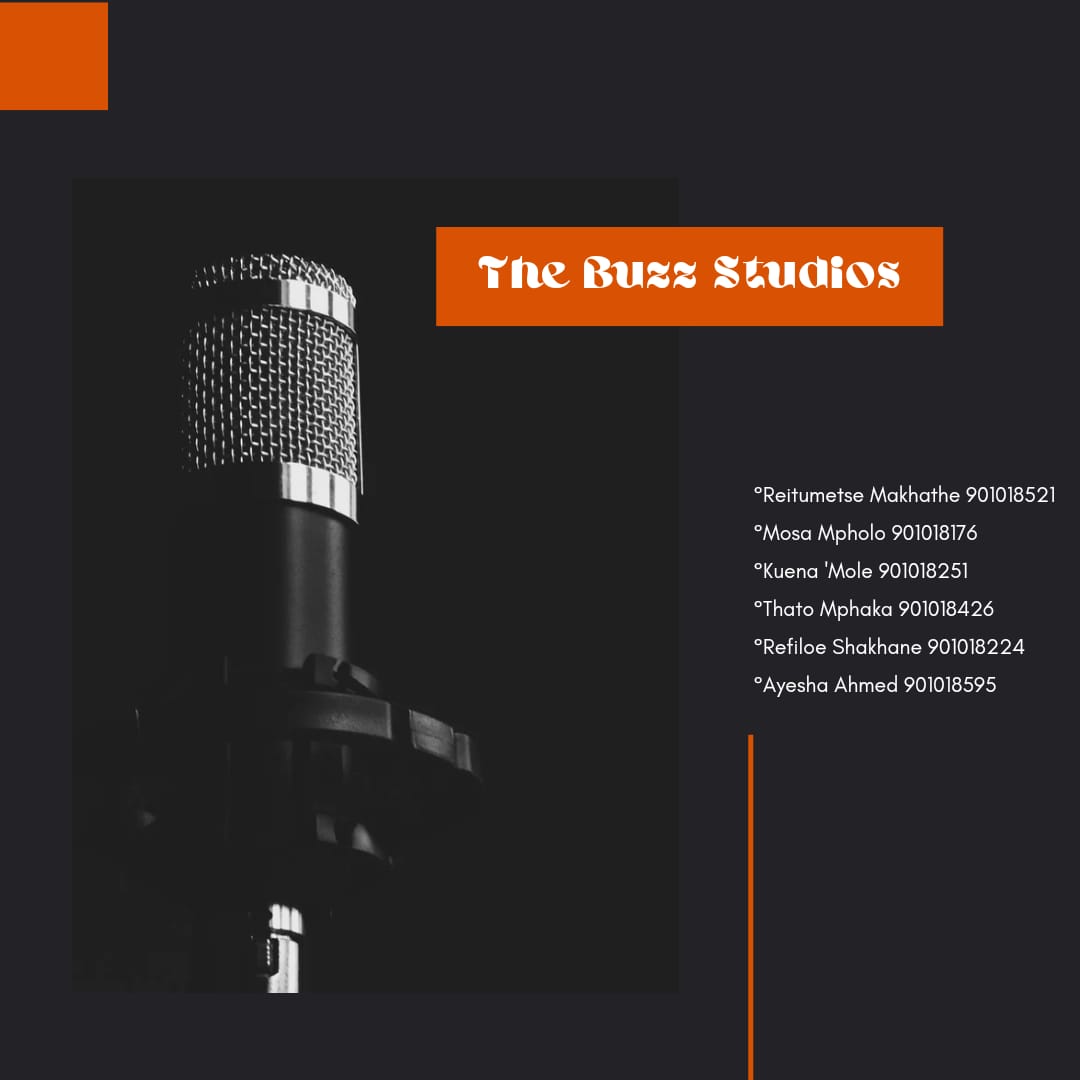 The Buzz Studios
°Reitumetse Makhathe 901018521
°Mosa Mpholo 901018176
°Kuena 'Mole 901018251
°Thato Mphaka 901018426
°Refiloe Shakhane 901018224
°Ayesha Ahmed 901018595